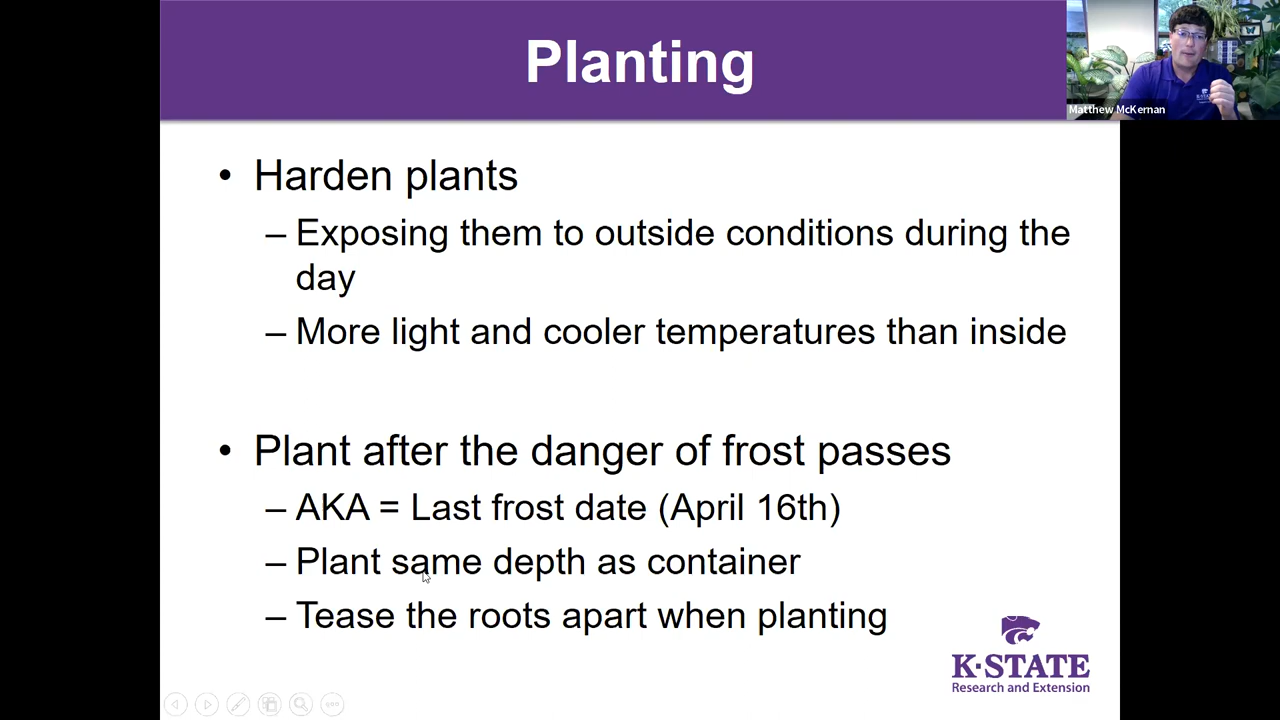 Planting
Matthew McKernan
• Harden plants
– Exposing them to outside conditions during the
day
– More light and cooler temperatures than inside
• Plant after the danger of frost passes
– AKA = Last frost date (April 16th)
– Plant same depth as container
– Tease the roots apart when planting
K-STATE
Research and Extension